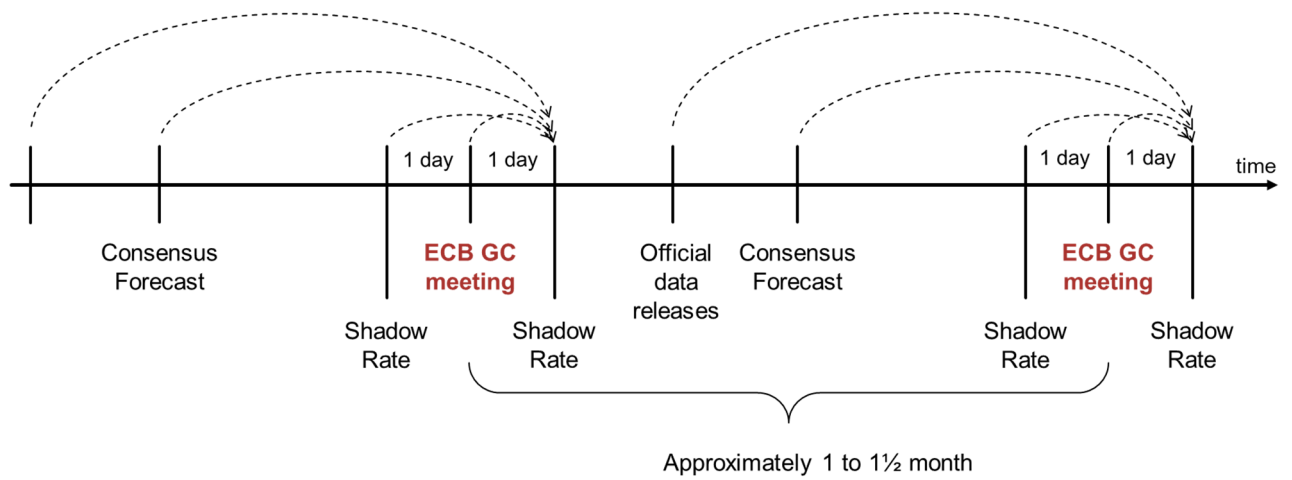 1 day
1 day
1 day
1 day
time
Consensus
Forecast
ECB GC
meeting
Official
data
releases
Consensus
Forecast
ECB GC
meeting
Shadow
Rate
Shadow
Rate
Shadow
Rate
Shadow
Rate
Approximately 1 to 1½ month